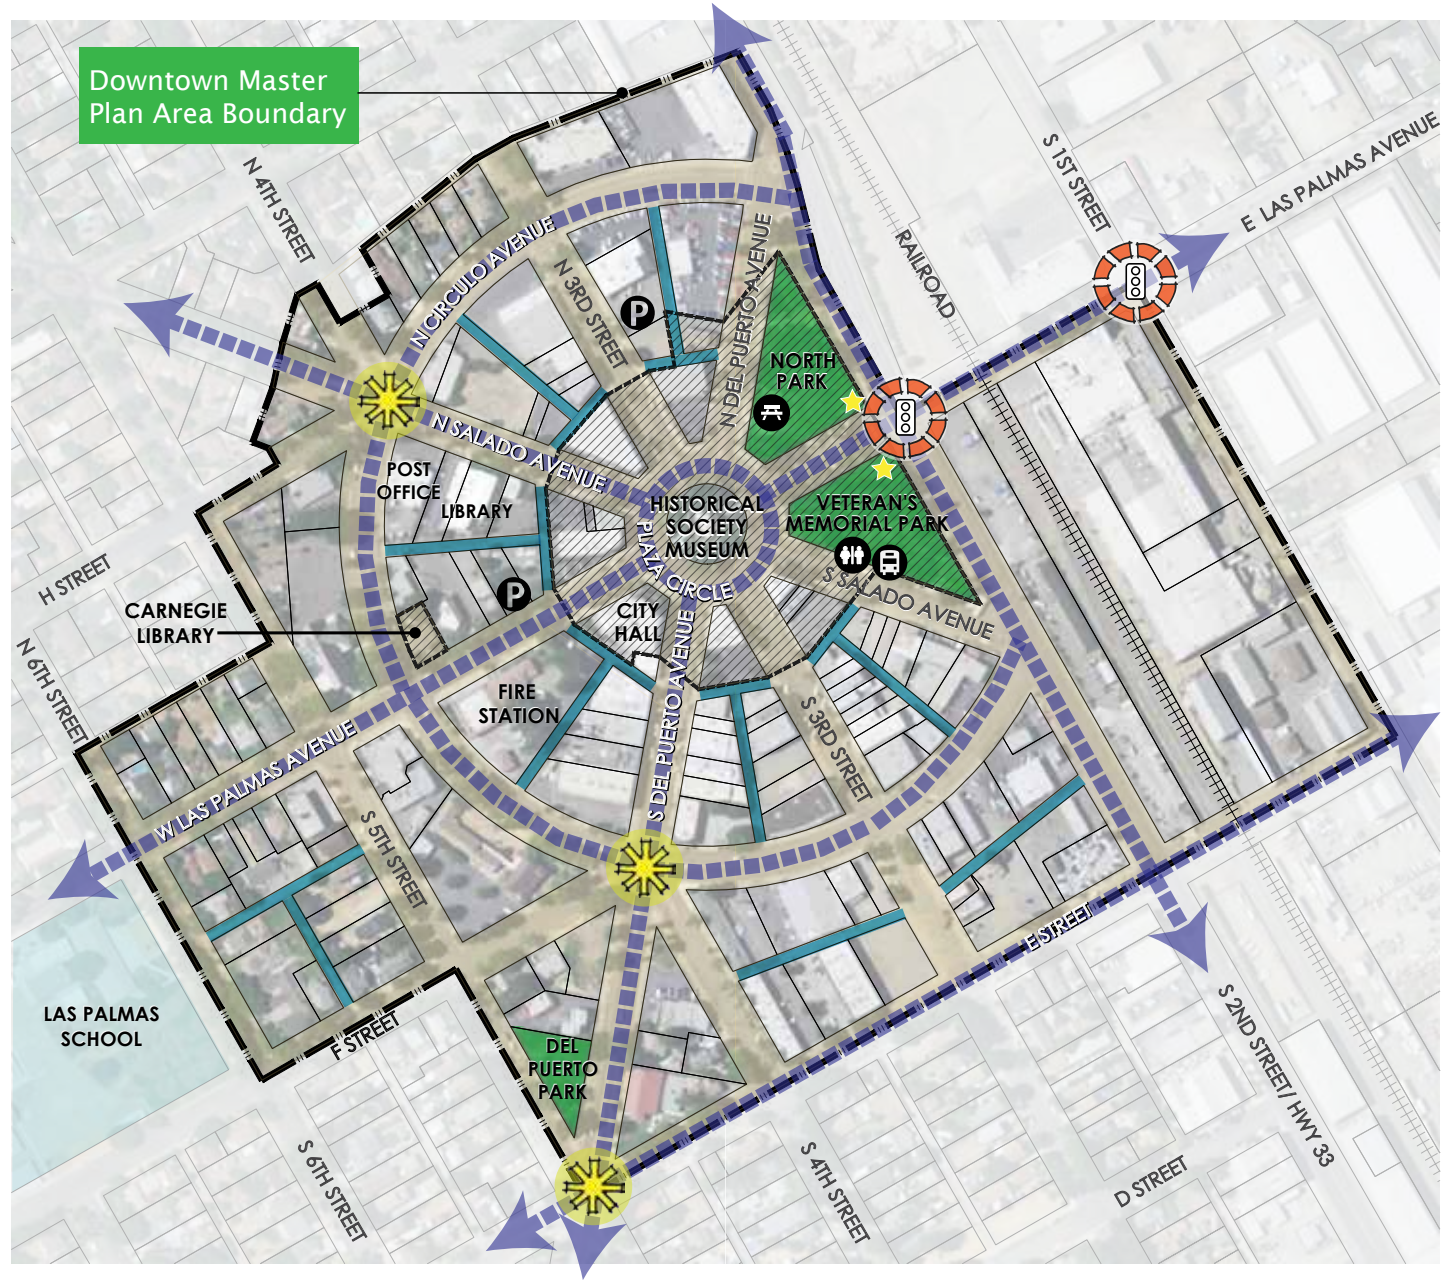 Downtown Master
Plan Area Boundary
N 4TH STREET
S 1ST STREET
E LAS PALMAS AVENUE
RAILROAD
N CIRCULO AVENUE
N 3RD STREET
N DEL PUERTO AVENUE
P
NORTH
PARK
N SALADO AVENUE
POST
OFFICE
LIBRARY
HISTORICAL
SOCIETY
MUSEUM
PLAZA CIRCLE
VETERAN'S
MEMORIAL PARK
S SALADO AVENUE
H STREET
CARNEGIE
LIBRARY
P
CITY
HALL
N 6TH STREET
FIRE
STATION
S DEL PUERTO AVENUE
S 3RD STREET
W LAS PALMAS AVENUE
S 5TH STREET
E STREET
LAS PALMAS
SCHOOL
F STREET
DEL
PUERTO
PARK
S 2ND STREET/ HWY 33
S 6TH STREET
S 4TH STREET
D STREET